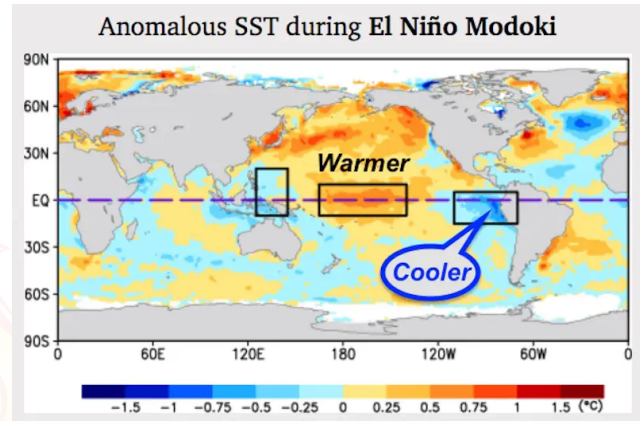 Anomalous SST during El Niño Modoki
90N
60N
30N
EQ
30S
60S
90S
Warmer
Cooler
0 60E 120E 180 120W 60W 0
−1.5 −1 −0.75 −0.5 −0.25 0 0.25 0.5 0.75 1 1.5 (°C)